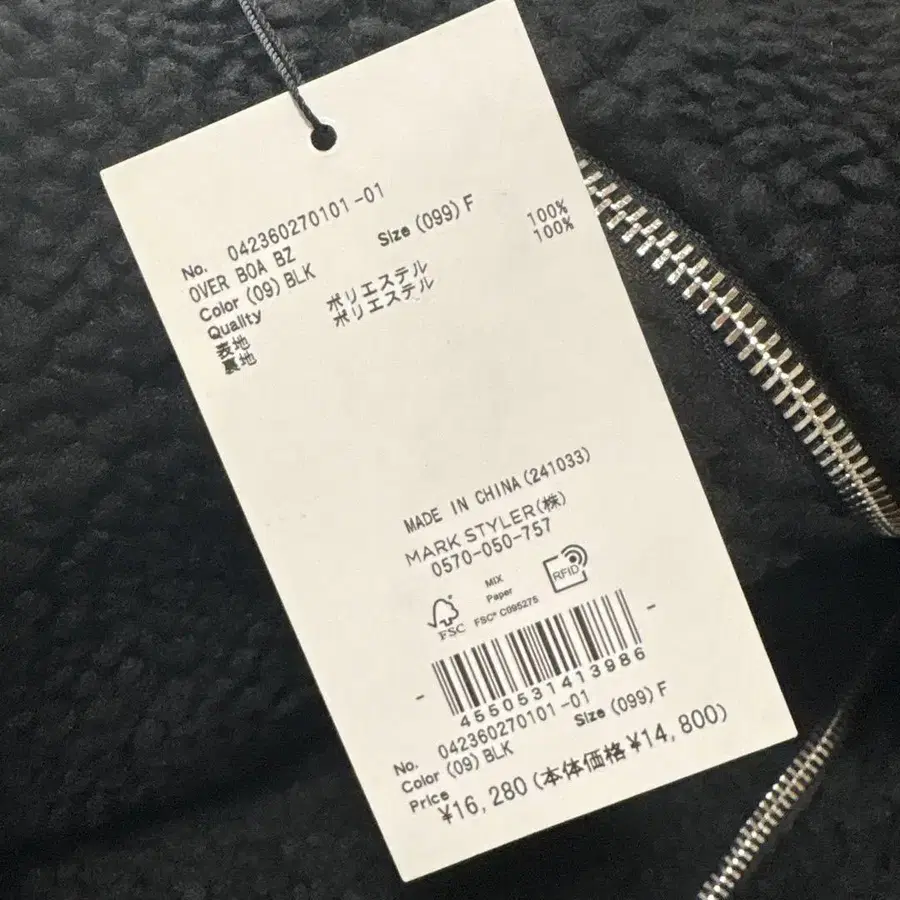 No. 042360270101-01
OVER BOA BZ Size (099) F
Color (09) BLK
Quality
表地 ポリエステル 100%
裏地 ポリエステル 100%
MADE IN CHINA (241033)
MARK STYLER(株)
0570-050-757
FSC
MIX
Paper
FSC® C095275
RFID
4550531413986
No. 042360270101-01
Color (09) BLK Size (099) F
Price
¥16,280 (本体価格¥14,800)